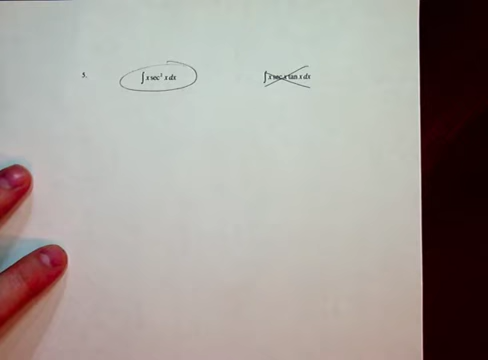 5. ∫ x sec² x dx ∫ x sec x tan x dx